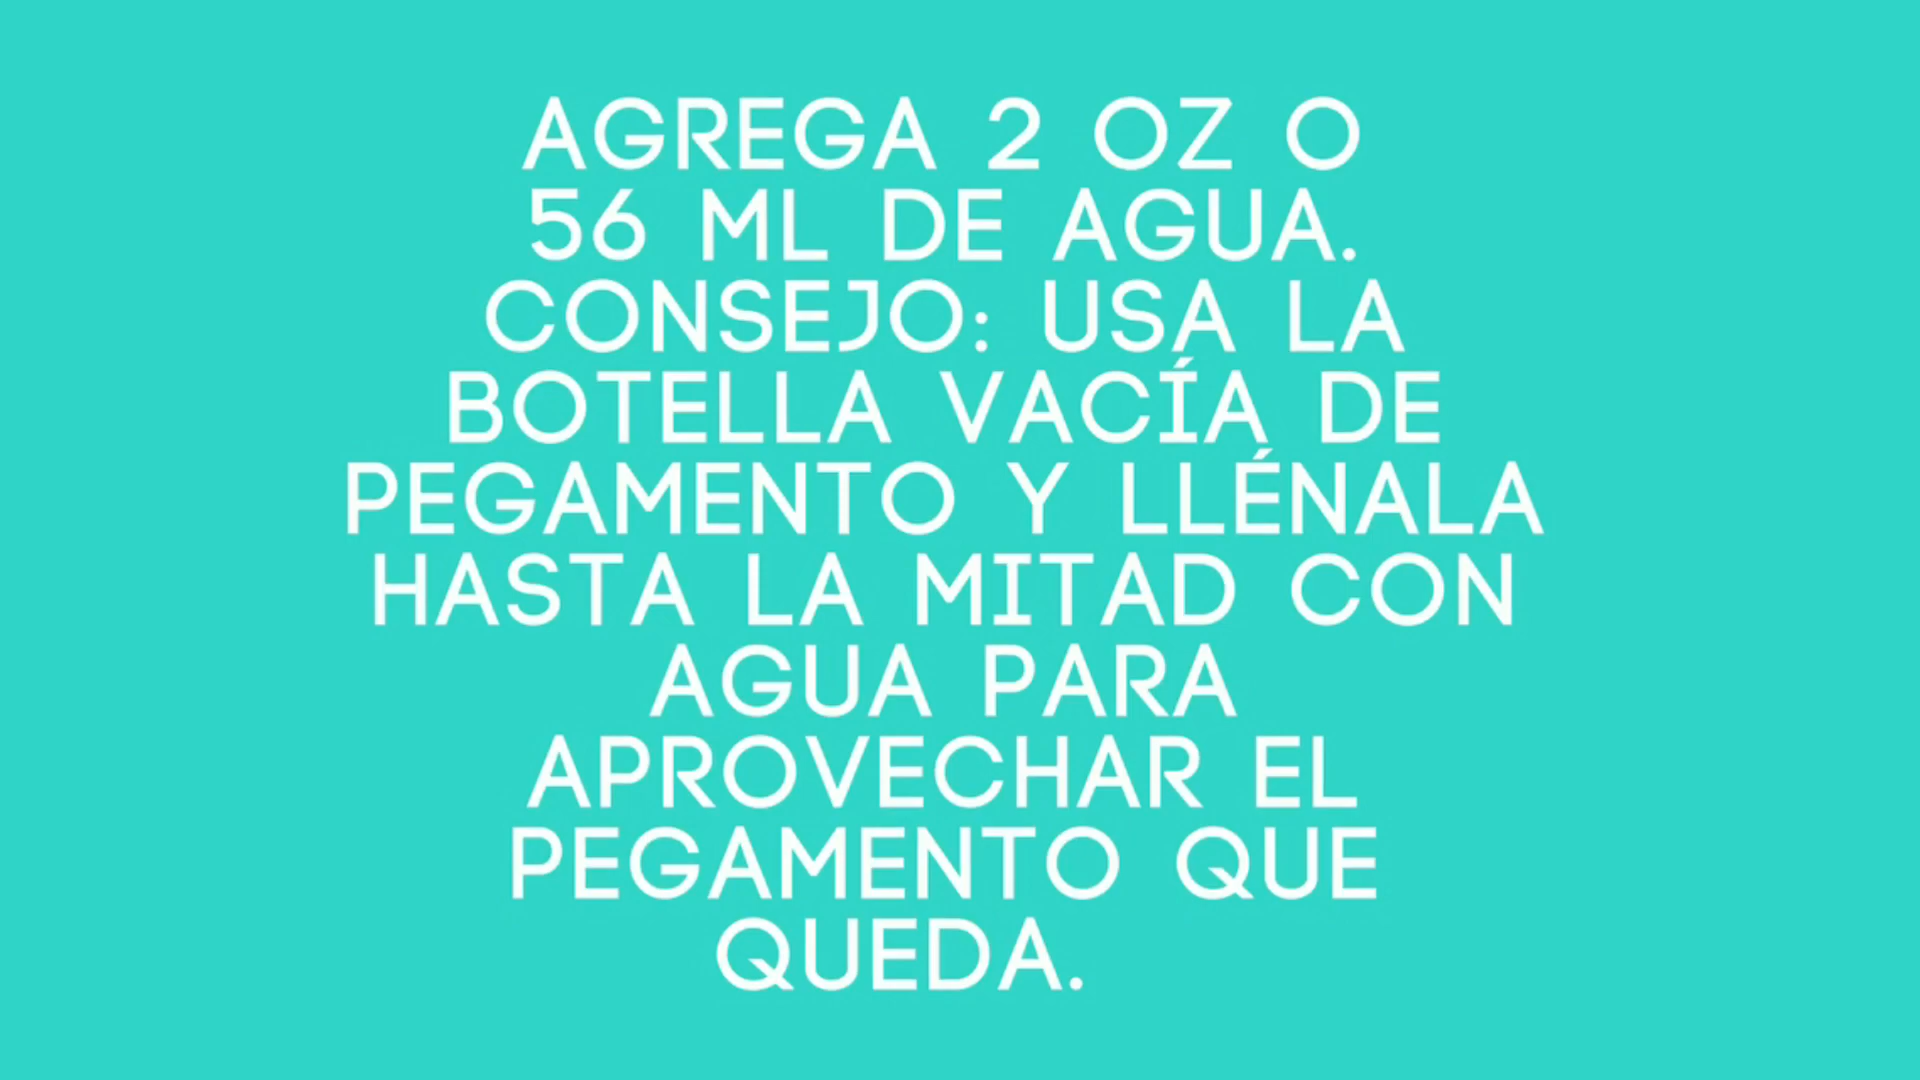 AGREGA 2 OZ O
56 ML DE AGUA.
CONSEJO: USA LA
BOTELLA VACÍA DE
PEGAMENTO Y LLÉNALA
HASTA LA MITAD CON
AGUA PARA
APROVECHAR EL
PEGAMENTO QUE
QUEDA.